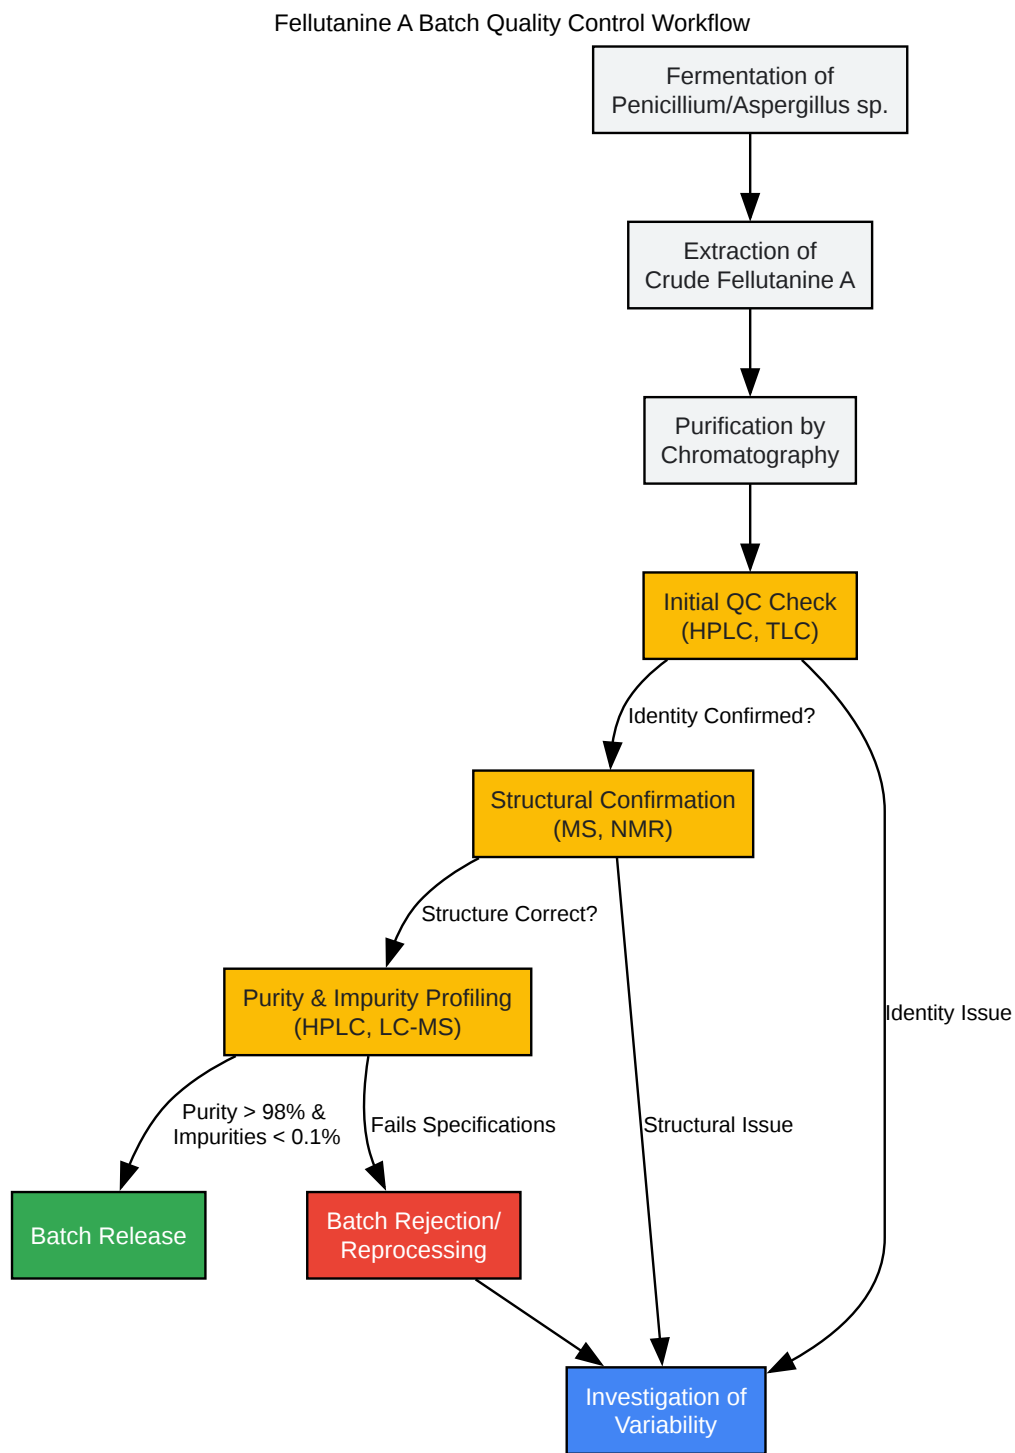 Fellutanine A Batch Quality Control Workflow
Fermentation of
Penicillium/Aspergillus sp.
Extraction of
Crude Fellutanine A
Purification by
Chromatography
Initial QC Check
(HPLC, TLC)
Identity Confirmed?
Structural Confirmation
(MS, NMR)
Structure Correct?
Purity & Impurity Profiling
(HPLC, LC-MS)
Identity Issue
Purity > 98% &
Impurities < 0.1%
Fails Specifications
Structural Issue
Batch Release
Batch Rejection/
Reprocessing
Investigation of
Variability